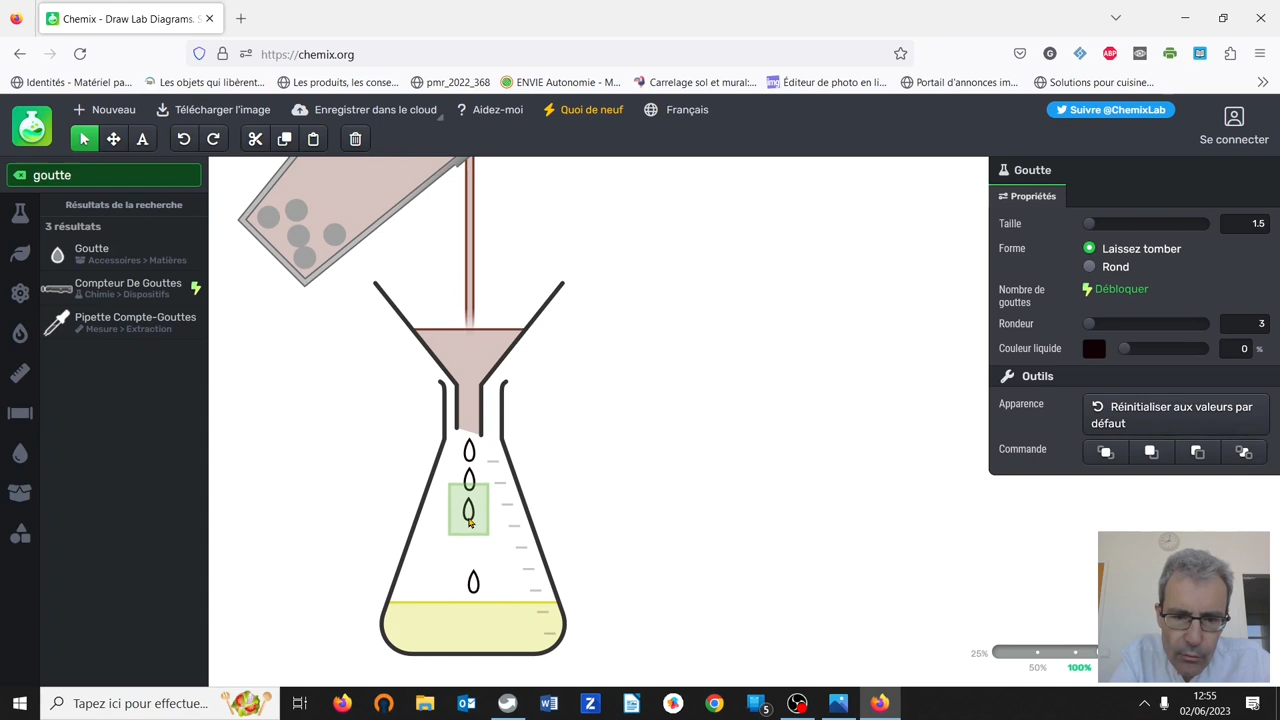 Chemix - Draw Lab Diagrams. S
https://chemix.org
Identités - Matériel pa...
Les objets qui libèrent...
Les produits, les conse...
pmr_2022_368
ENVIE Autonomie - M...
Carrelage sol et mural:...
Éditeur de photo en li...
Portail d'annonces im...
Solutions pour cuisine...
Nouveau
Télécharger l'image
Enregistrer dans le cloud
Aidez-moi
Quoi de neuf
Français
Suivre @ChemixLab
Se connecter
goutte
Résultats de la recherche
3 résultats
Goutte
Accessoires > Matières
Compteur De Gouttes
Chimie > Dispositifs
Pipette Compte-Gouttes
Mesure > Extraction
Goutte
Propriétés
Taille
1.5
Forme
Laissez tomber
Rond
Nombre de
gouttes
Débloquer
Rondeur
3
Couleur liquide
0 %
Outils
Apparence
Réinitialiser aux valeurs par
défaut
Commande
25%
50%
100%
Tapez ici pour effectue...
5
12:55
02/06/2023